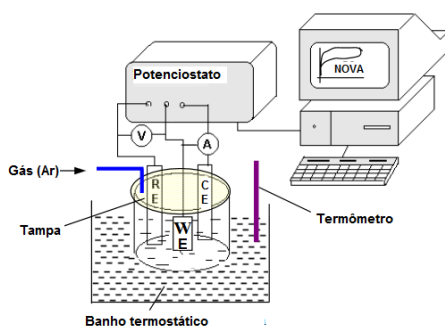 Potenciostato
NOVA
V
A
Gás (Ar)
R
E
C
E
W
E
Tampa
Termômetro
Banho termostático